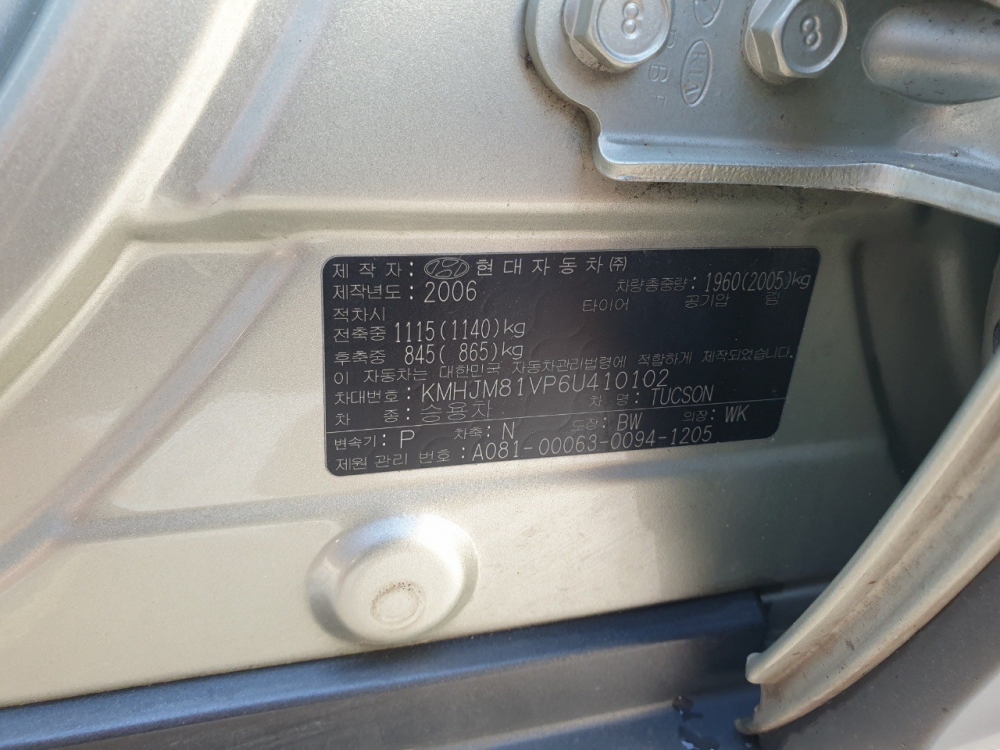 8
8
KIA
제 작 자 : 현대자동차㈜
제작년도 : 2006 차량총중량 : 1960(2005)kg
적차시 타이어 공기압 림
전축중 1115(1140)kg
후축중 845( 865)kg
이 자동차는 대한민국 자동차관리법령에 적합하게 제작되었습니다.
차대번호 : KMHJM81VP6U410102
차 종 : 승용차 차 명 : TUCSON
변속기 : P 차축 : N 도장 : BW 의장 : WK
제원 관리 번호 : A081-00063-0094-1205